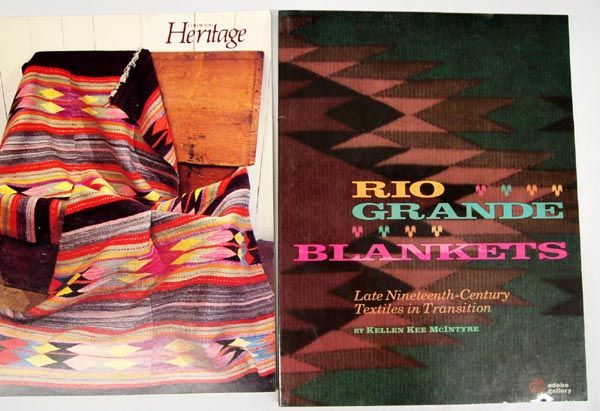 Heritage
RIO
GRANDE
BLANKETS
Late Nineteenth-Century
Textiles in Transition
BY KELLEN KEE MCINTYRE
adobe
gallery